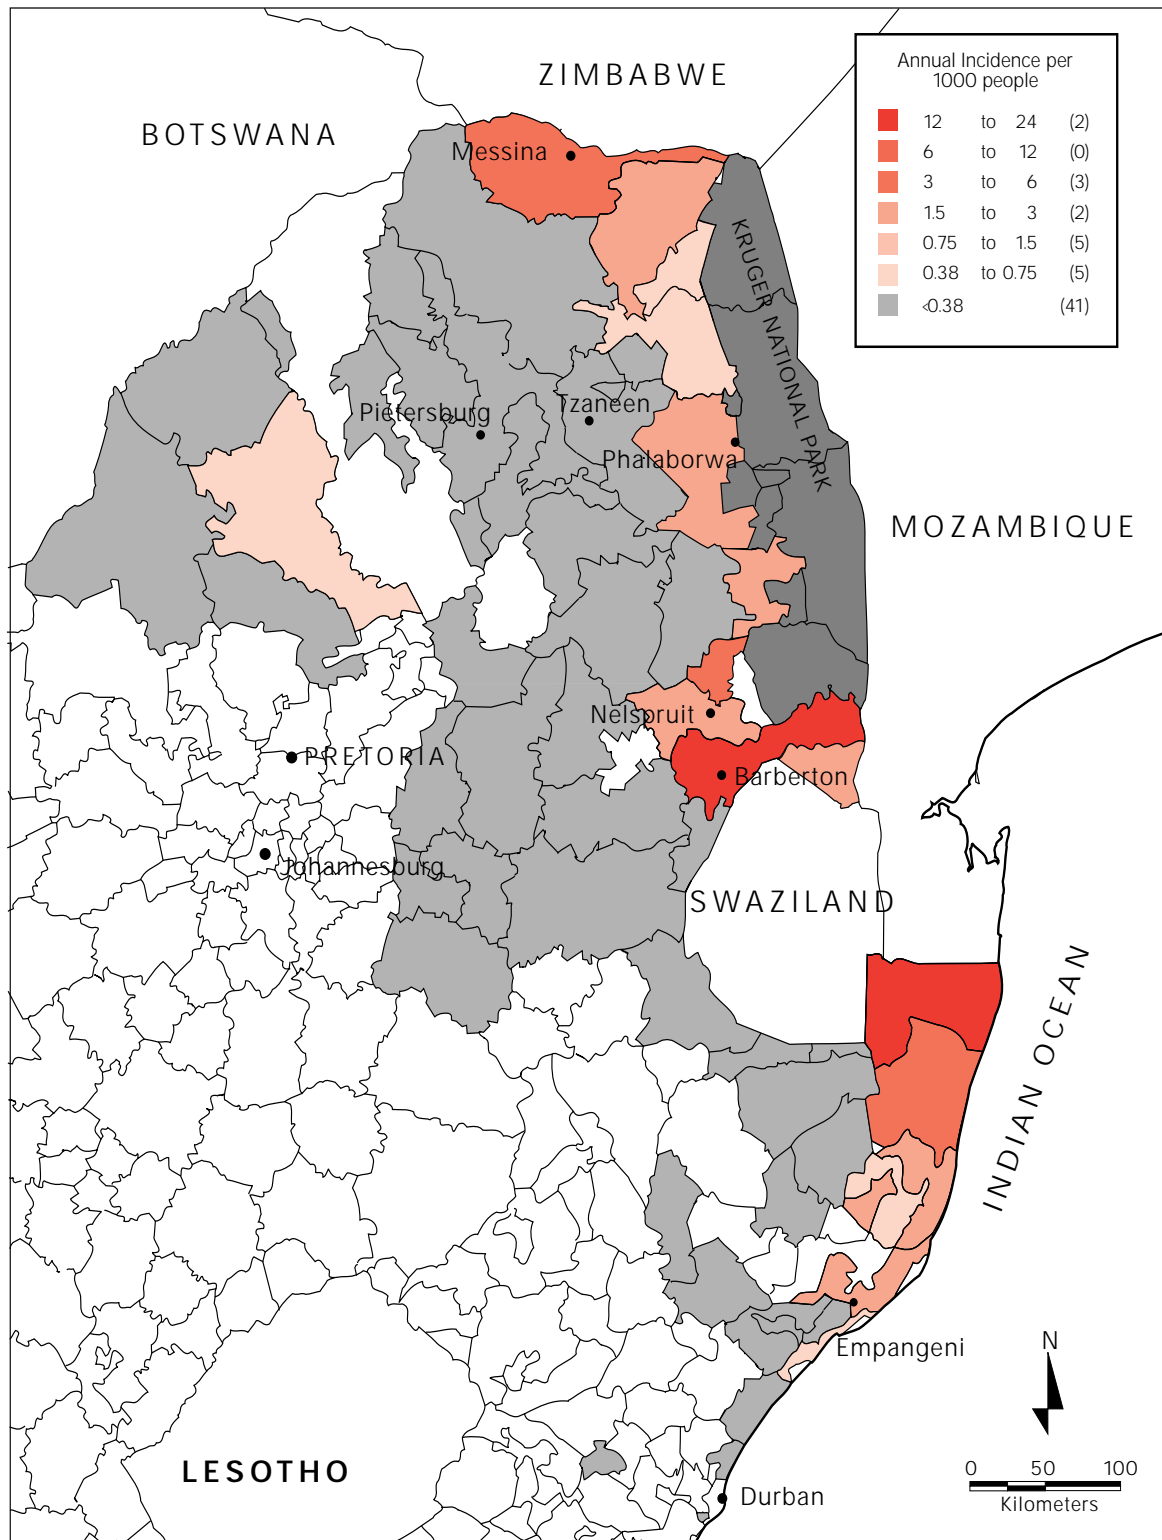 ZIMBABWE
BOTSWANA
Annual Incidence per
1000 people
12 to 24 (2)
6 to 12 (0)
3 to 6 (3)
1.5 to 3 (2)
0.75 to 1.5 (5)
0.38 to 0.75 (5)
<0.38 (41)
Messina
KRUGER NATIONAL PARK
Piétersburg
Tzaneen
Phalaborwa
MOZAMBIQUE
Nelspruit
PRETORIA
Barberton
Johannesburg
SWAZILAND
INDIAN OCEAN
Empangeni
N
LESOTHO
0 50 100
Kilometers
Durban